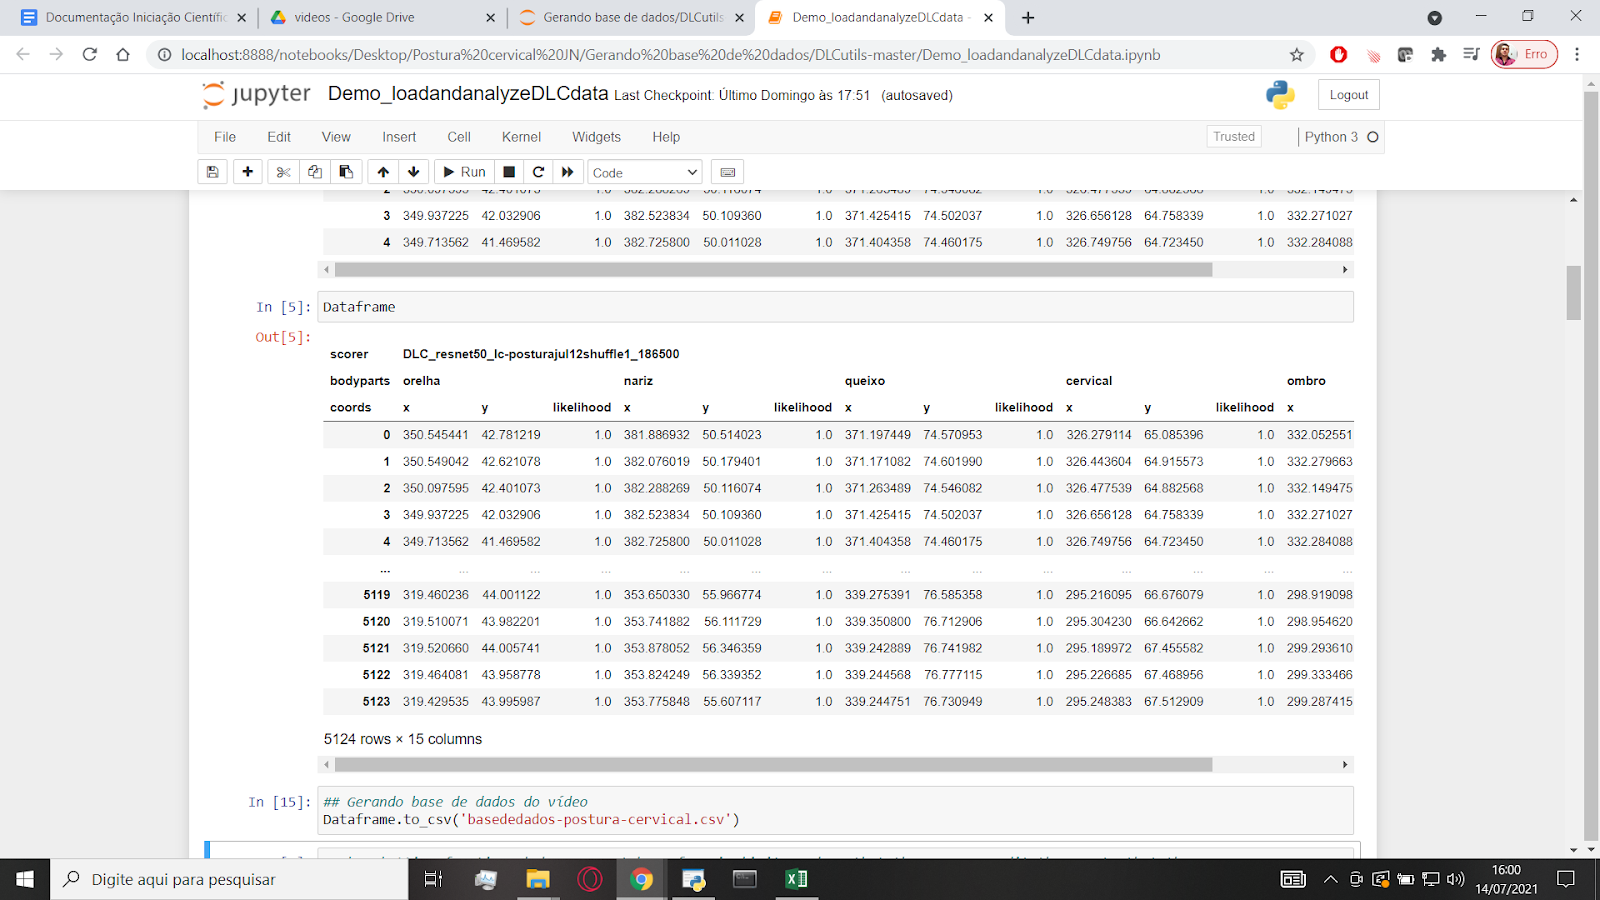 Documentação Iniciação Científic
videos - Google Drive
Gerando base de dados/DLCutils
Demo_loadandanalyzeDLCdata -
localhost:8888/notebooks/Desktop/Postura%20cervical%20JN/Gerando%20base%20de%20dados/DLCutils-master/Demo_loadandanalyzeDLCdata.ipynb
Erro
jupyter Demo_loadandanalyzeDLCdata Last Checkpoint: Último Domingo às 17:51 (autosaved)
Logout
File Edit View Insert Cell Kernel Widgets Help
Trusted
Python 3
Run
Code
3 349.937225 42.032906 1.0 382.523834 50.109360 1.0 371.425415 74.502037 1.0 326.656128 64.758339 1.0 332.271027
4 349.713562 41.469582 1.0 382.725800 50.011028 1.0 371.404358 74.460175 1.0 326.749756 64.723450 1.0 332.284088
In [5]: Dataframe
Out[5]:
scorer DLC_resnet50_lc-posturajul12shuffle1_186500
bodyparts orelha nariz queixo cervical ombro
coords x y likelihood x y likelihood x y likelihood x y likelihood x
0 350.545441 42.781219 1.0 381.886932 50.514023 1.0 371.197449 74.570953 1.0 326.279114 65.085396 1.0 332.052551
1 350.549042 42.621078 1.0 382.076019 50.179401 1.0 371.171082 74.601990 1.0 326.443604 64.915573 1.0 332.279663
2 350.097595 42.401073 1.0 382.288269 50.116074 1.0 371.263489 74.546082 1.0 326.477539 64.882568 1.0 332.149475
3 349.937225 42.032906 1.0 382.523834 50.109360 1.0 371.425415 74.502037 1.0 326.656128 64.758339 1.0 332.271027
4 349.713562 41.469582 1.0 382.725800 50.011028 1.0 371.404358 74.460175 1.0 326.749756 64.723450 1.0 332.284088
... ... ... ... ... ... ... ... ... ... ... ... ... ...
5119 319.460236 44.001122 1.0 353.650330 55.966774 1.0 339.275391 76.585358 1.0 295.216095 66.676079 1.0 298.919098
5120 319.510071 43.982201 1.0 353.741882 56.111729 1.0 339.350800 76.712906 1.0 295.304230 66.642662 1.0 298.954620
5121 319.520660 44.005741 1.0 353.878052 56.346359 1.0 339.242889 76.741982 1.0 295.189972 67.455582 1.0 299.293610
5122 319.464081 43.958778 1.0 353.824249 56.339352 1.0 339.244568 76.777115 1.0 295.226685 67.468956 1.0 299.333466
5123 319.429535 43.995987 1.0 353.775848 55.607117 1.0 339.244751 76.730949 1.0 295.248383 67.512909 1.0 299.287415
5124 rows × 15 columns
In [15]: ## Gerando base de dados do vídeo
Dataframe.to_csv('basededados-postura-cervical.csv')
Digite aqui para pesquisar
16:00
14/07/2021